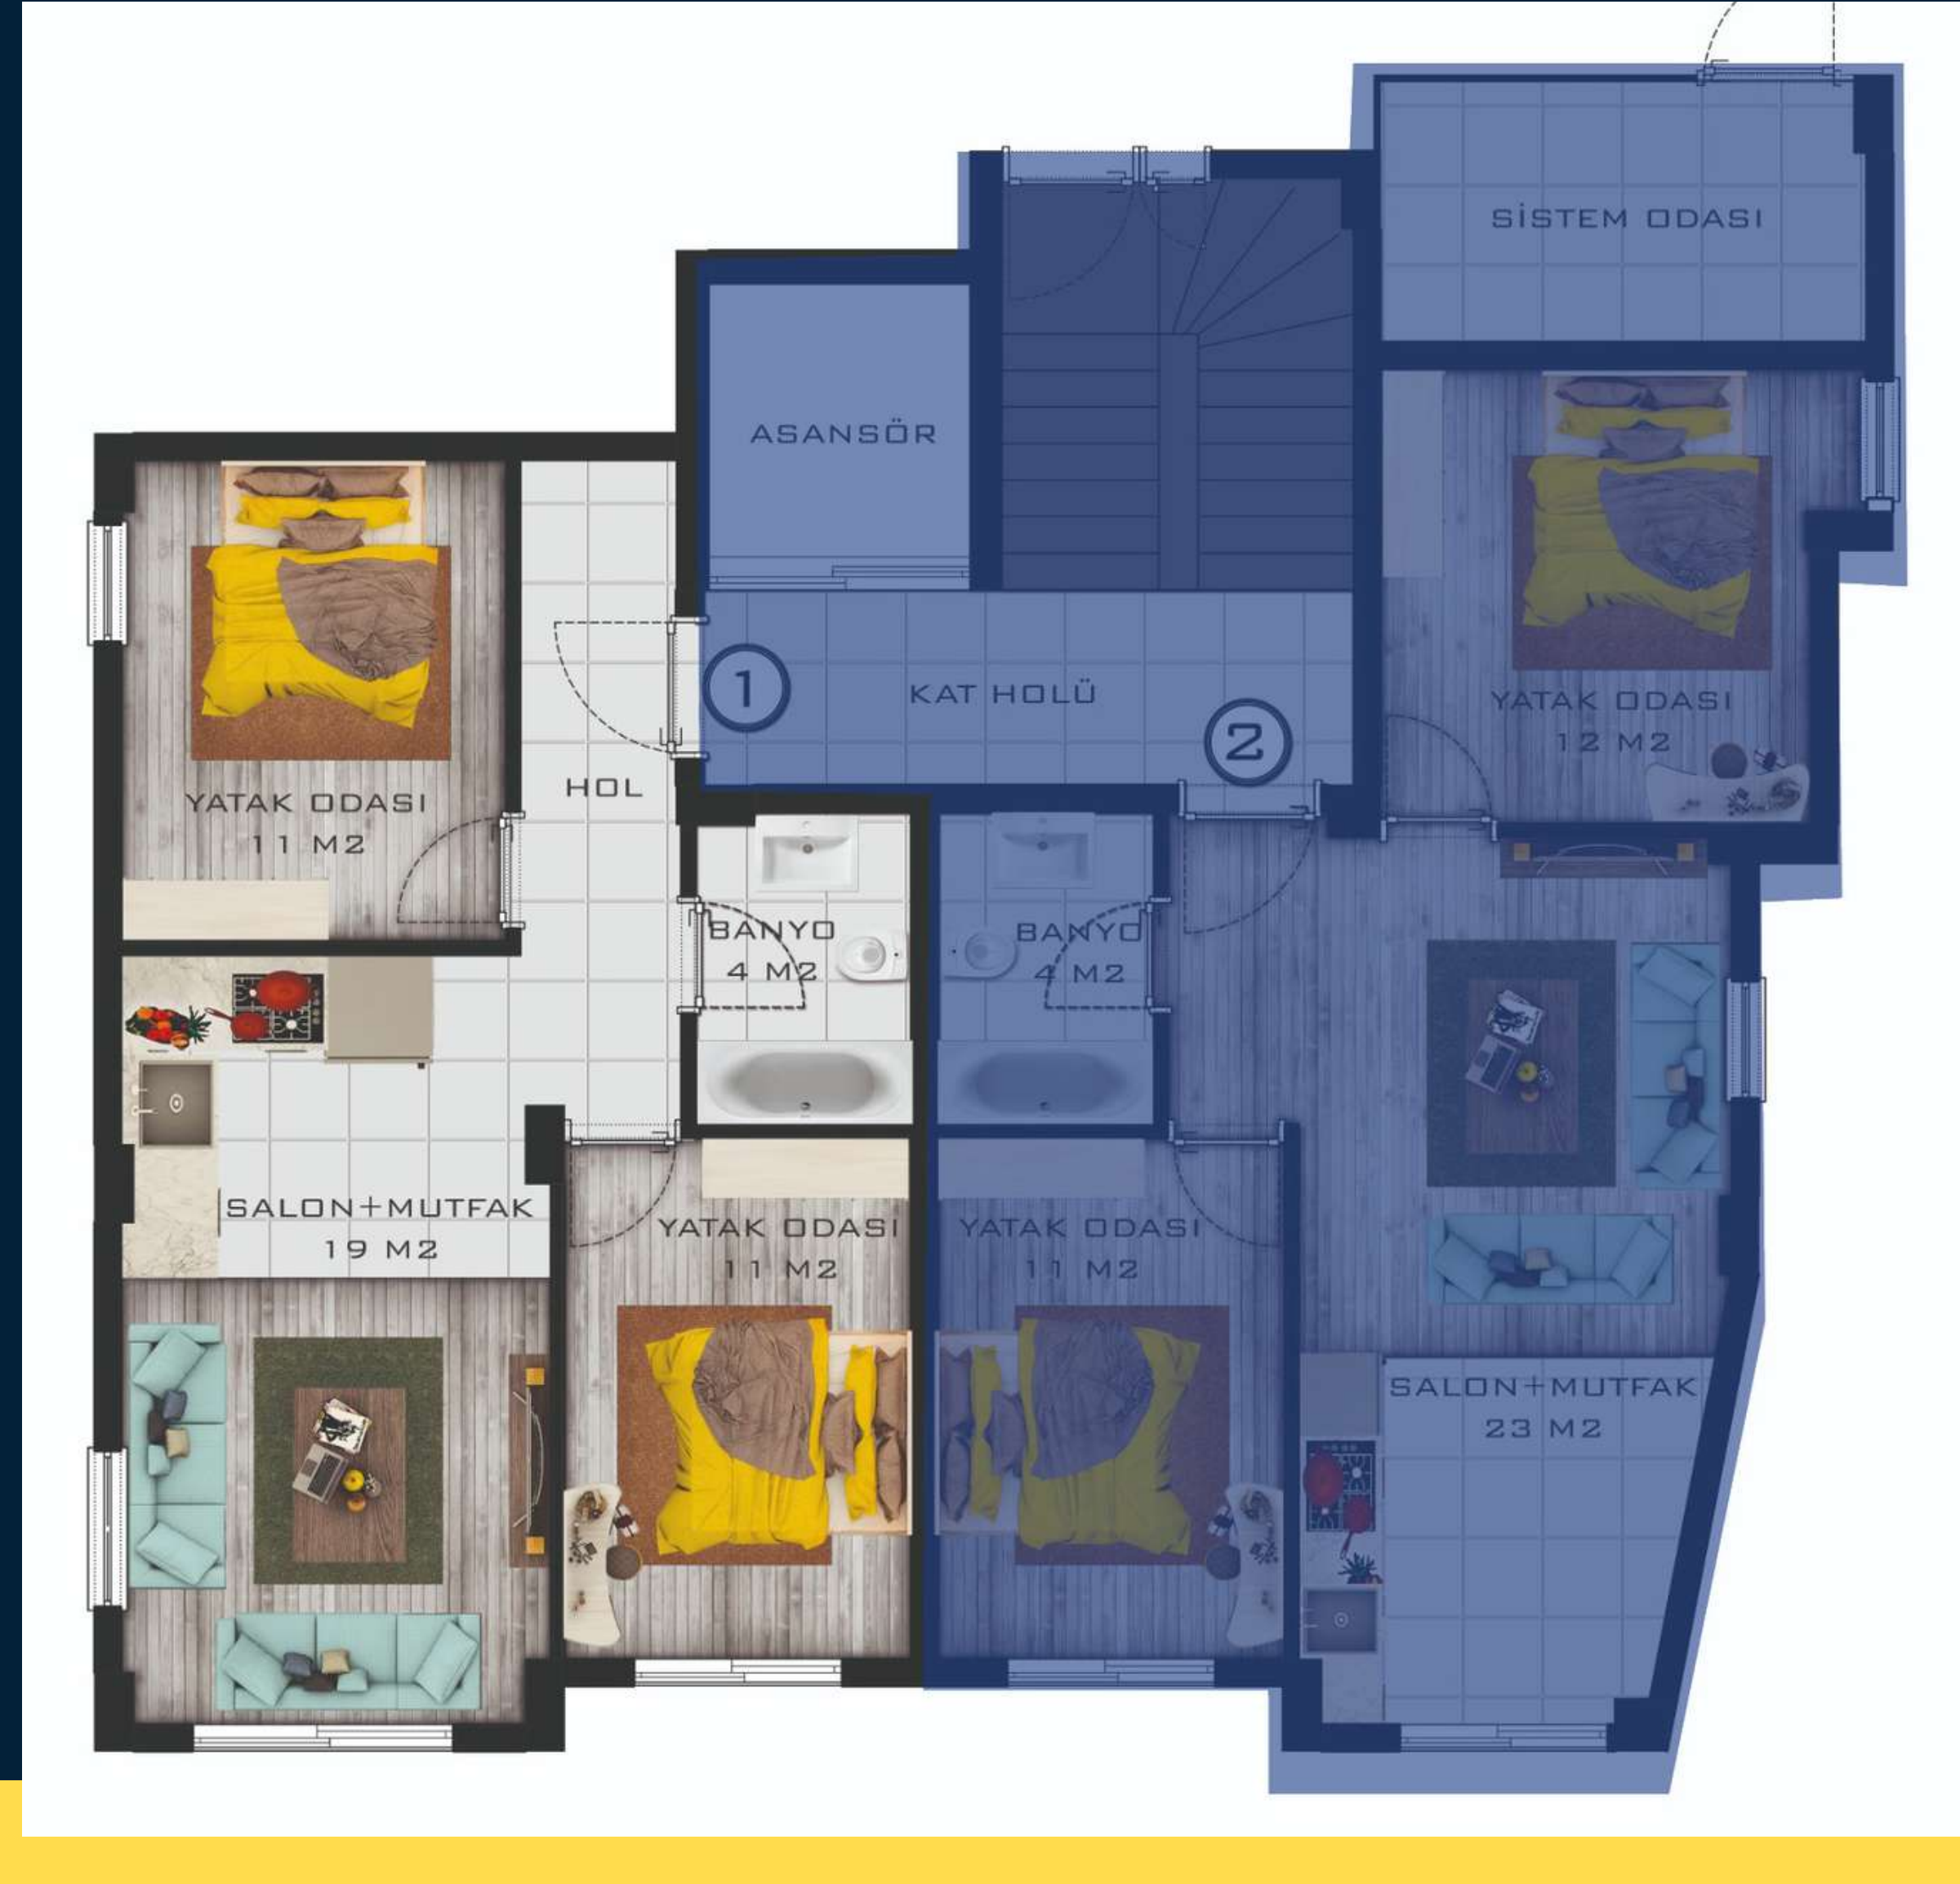 SİSTEM ODASI
ASANSÖR
1
KAT HOLÜ
2
YATAK ODASI
12 M2
YATAK ODASI
11 M2
HOL
BANYO
4 M2
BANYO
4 M2
SALON+MUTFAK
19 M2
YATAK ODASI
11 M2
YATAK ODASI
11 M2
SALON+MUTFAK
23 M2